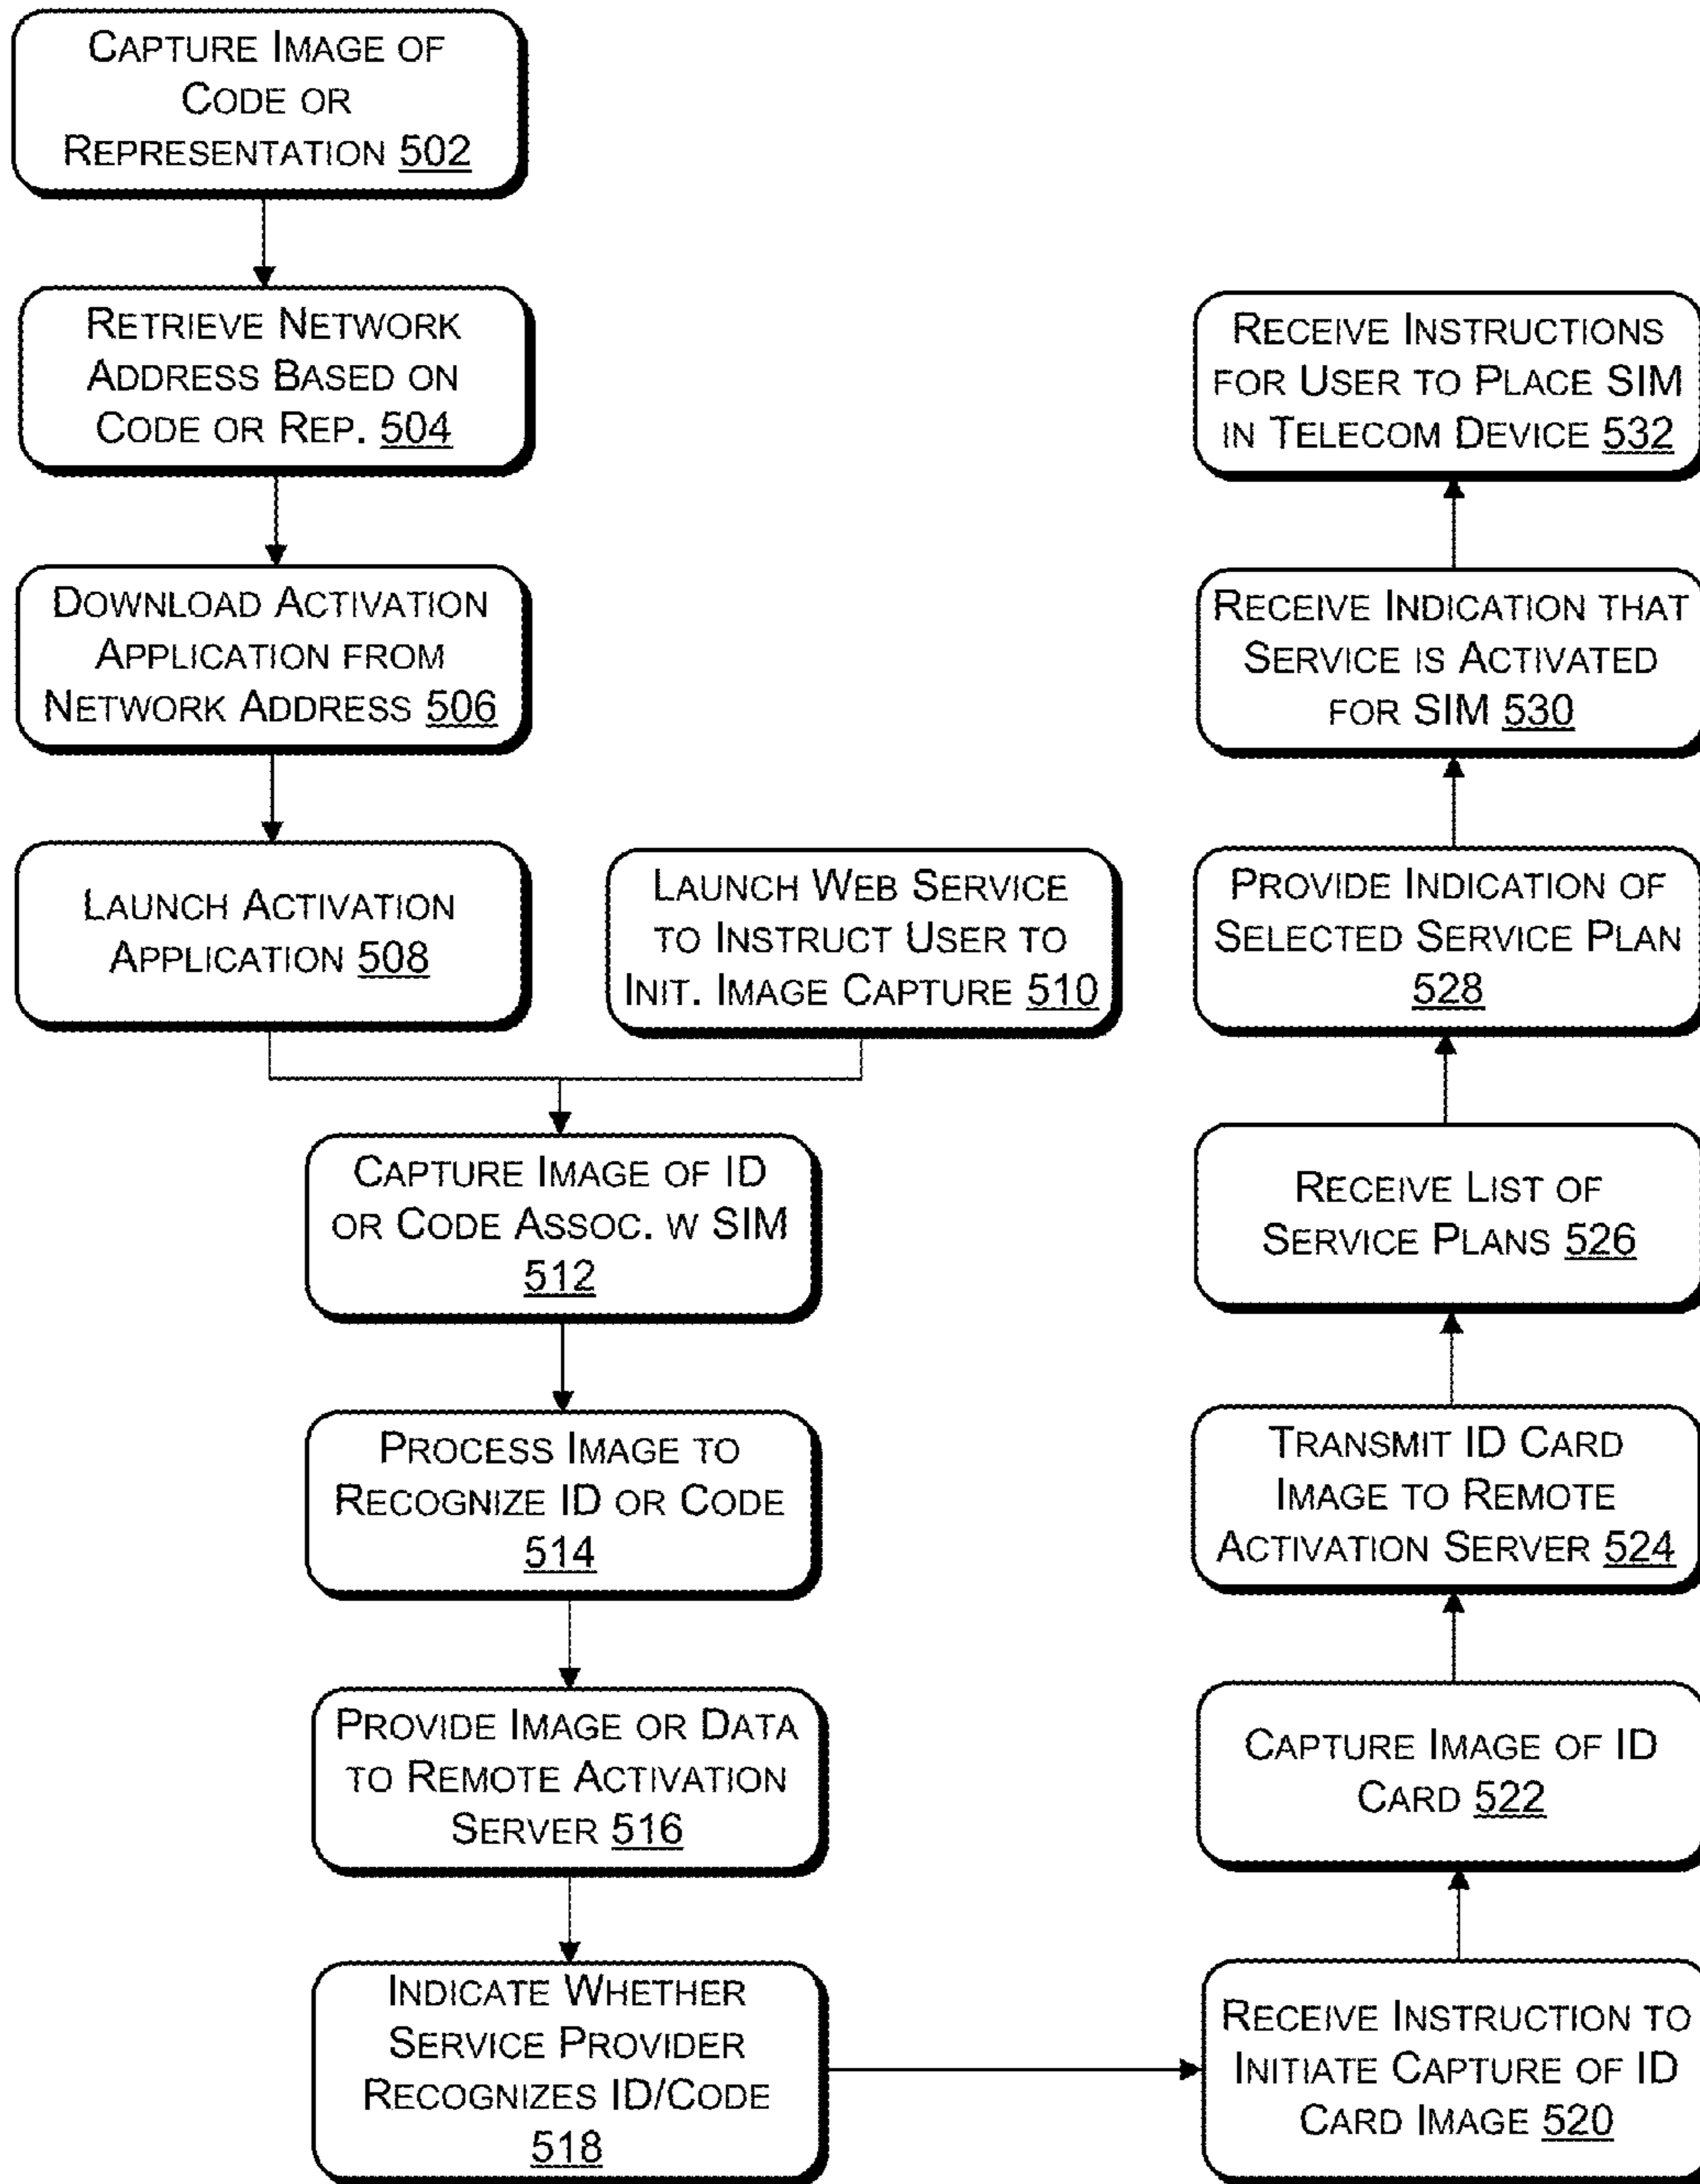 CAPTURE IMAGE OF
CODE OR
REPRESENTATION 502
RETRIEVE NETWORK
ADDRESS BASED ON
CODE OR REP. 504
DOWNLOAD ACTIVATION
APPLICATION FROM
NETWORK ADDRESS 506
LAUNCH ACTIVATION
APPLICATION 508
LAUNCH WEB SERVICE
TO INSTRUCT USER TO
INIT. IMAGE CAPTURE 510
CAPTURE IMAGE OF ID
OR CODE ASSOC. W SIM
512
PROCESS IMAGE TO
RECOGNIZE ID OR CODE
514
PROVIDE IMAGE OR DATA
TO REMOTE ACTIVATION
SERVER 516
INDICATE WHETHER
SERVICE PROVIDER
RECOGNIZES ID/CODE
518
RECEIVE INSTRUCTION TO
INITIATE CAPTURE OF ID
CARD IMAGE 520
CAPTURE IMAGE OF ID
CARD 522
TRANSMIT ID CARD
IMAGE TO REMOTE
ACTIVATION SERVER 524
RECEIVE LIST OF
SERVICE PLANS 526
PROVIDE INDICATION OF
SELECTED SERVICE PLAN
528
RECEIVE INDICATION THAT
SERVICE IS ACTIVATED
FOR SIM 530
RECEIVE INSTRUCTIONS
FOR USER TO PLACE SIM
IN TELECOM DEVICE 532